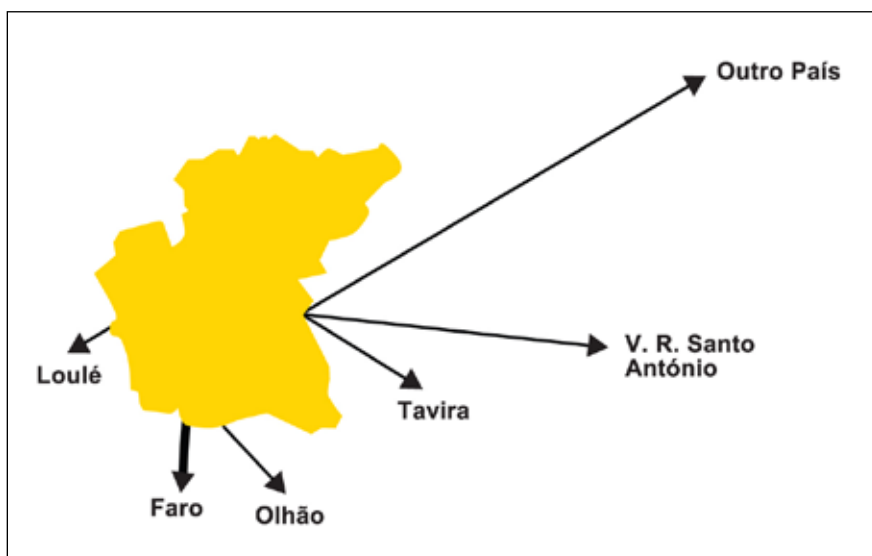 Outro País
V. R. Santo
António
Loulé
Tavira
Faro
Olhão